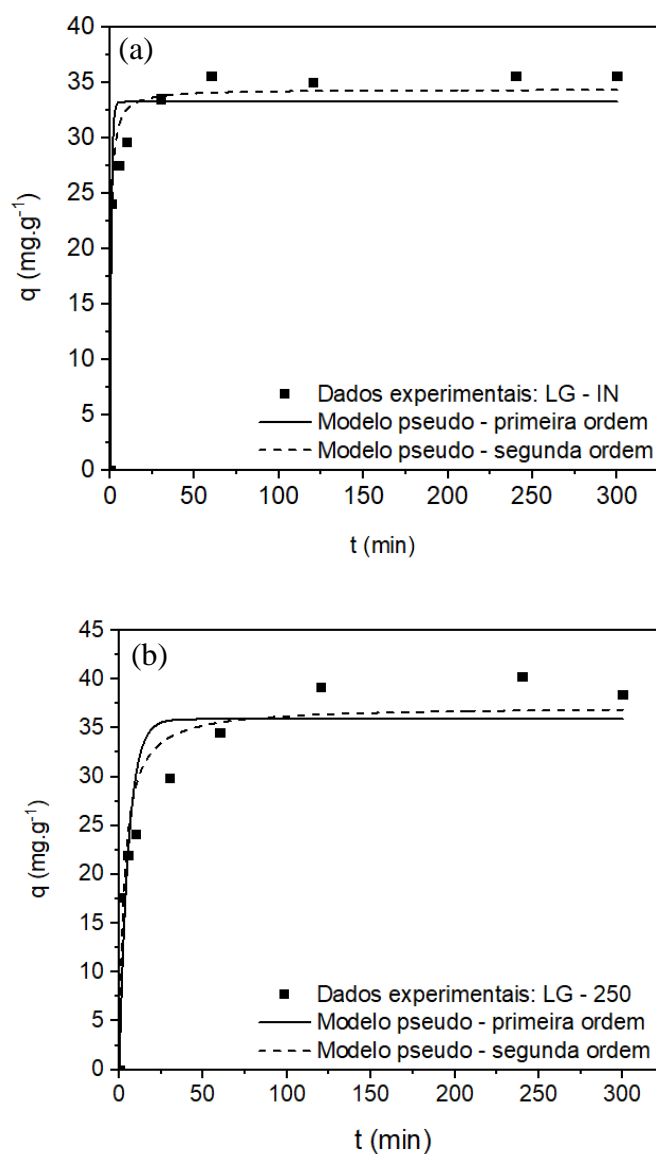 (a)
40
35
30
25
20
15
10
5
0
q (mg.g⁻¹)
Dados experimentais: LG - IN
Modelo pseudo - primeira ordem
Modelo pseudo - segunda ordem
0 50 100 150 200 250 300
t (min)
(b)
45
40
35
30
25
20
15
10
5
0
q (mg.g⁻¹)
Dados experimentais: LG - 250
Modelo pseudo - primeira ordem
Modelo pseudo - segunda ordem
0 50 100 150 200 250 300
t (min)